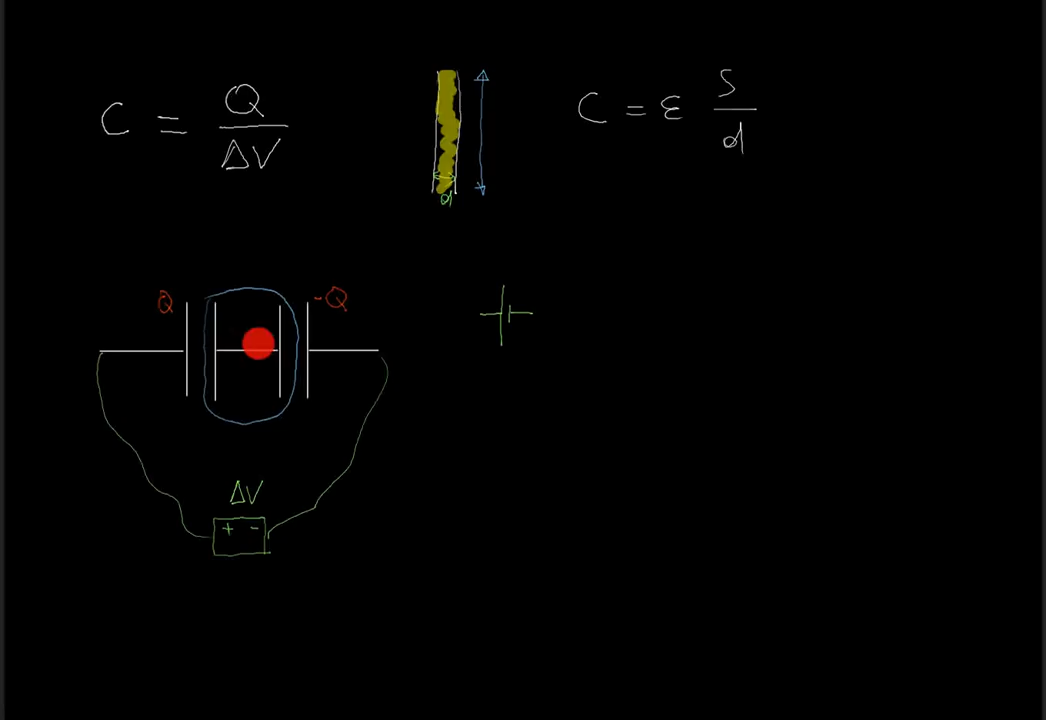 C = Q / ΔV
d
C = ε S / d
Q
-Q
ΔV
+ -